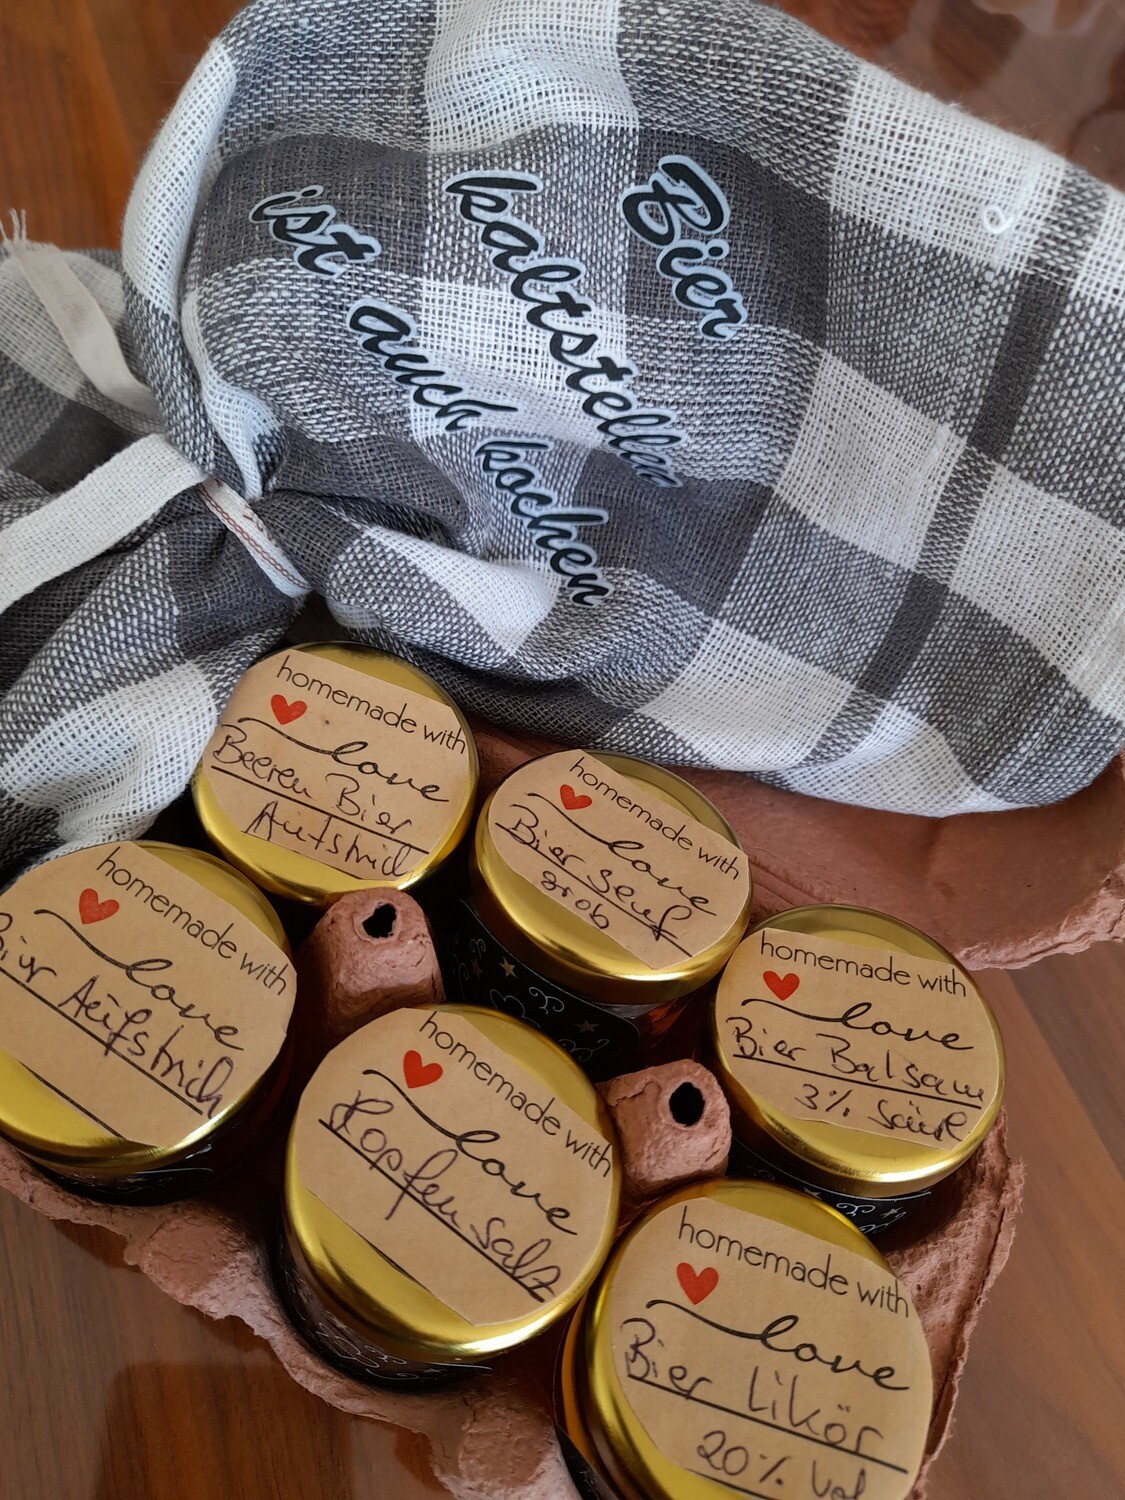 Bier
kaltstellen
ist auch kochen
homemade with
love
Beeren Bier
Aufstrich
homemade with
love
Bier senf
grob
homemade with
love
Bier Balsam
3% Säure
homemade with
love
Bier Aufstrich
homemade with
love
Hopfen salz
homemade with
love
Bier Likör
20% Vol